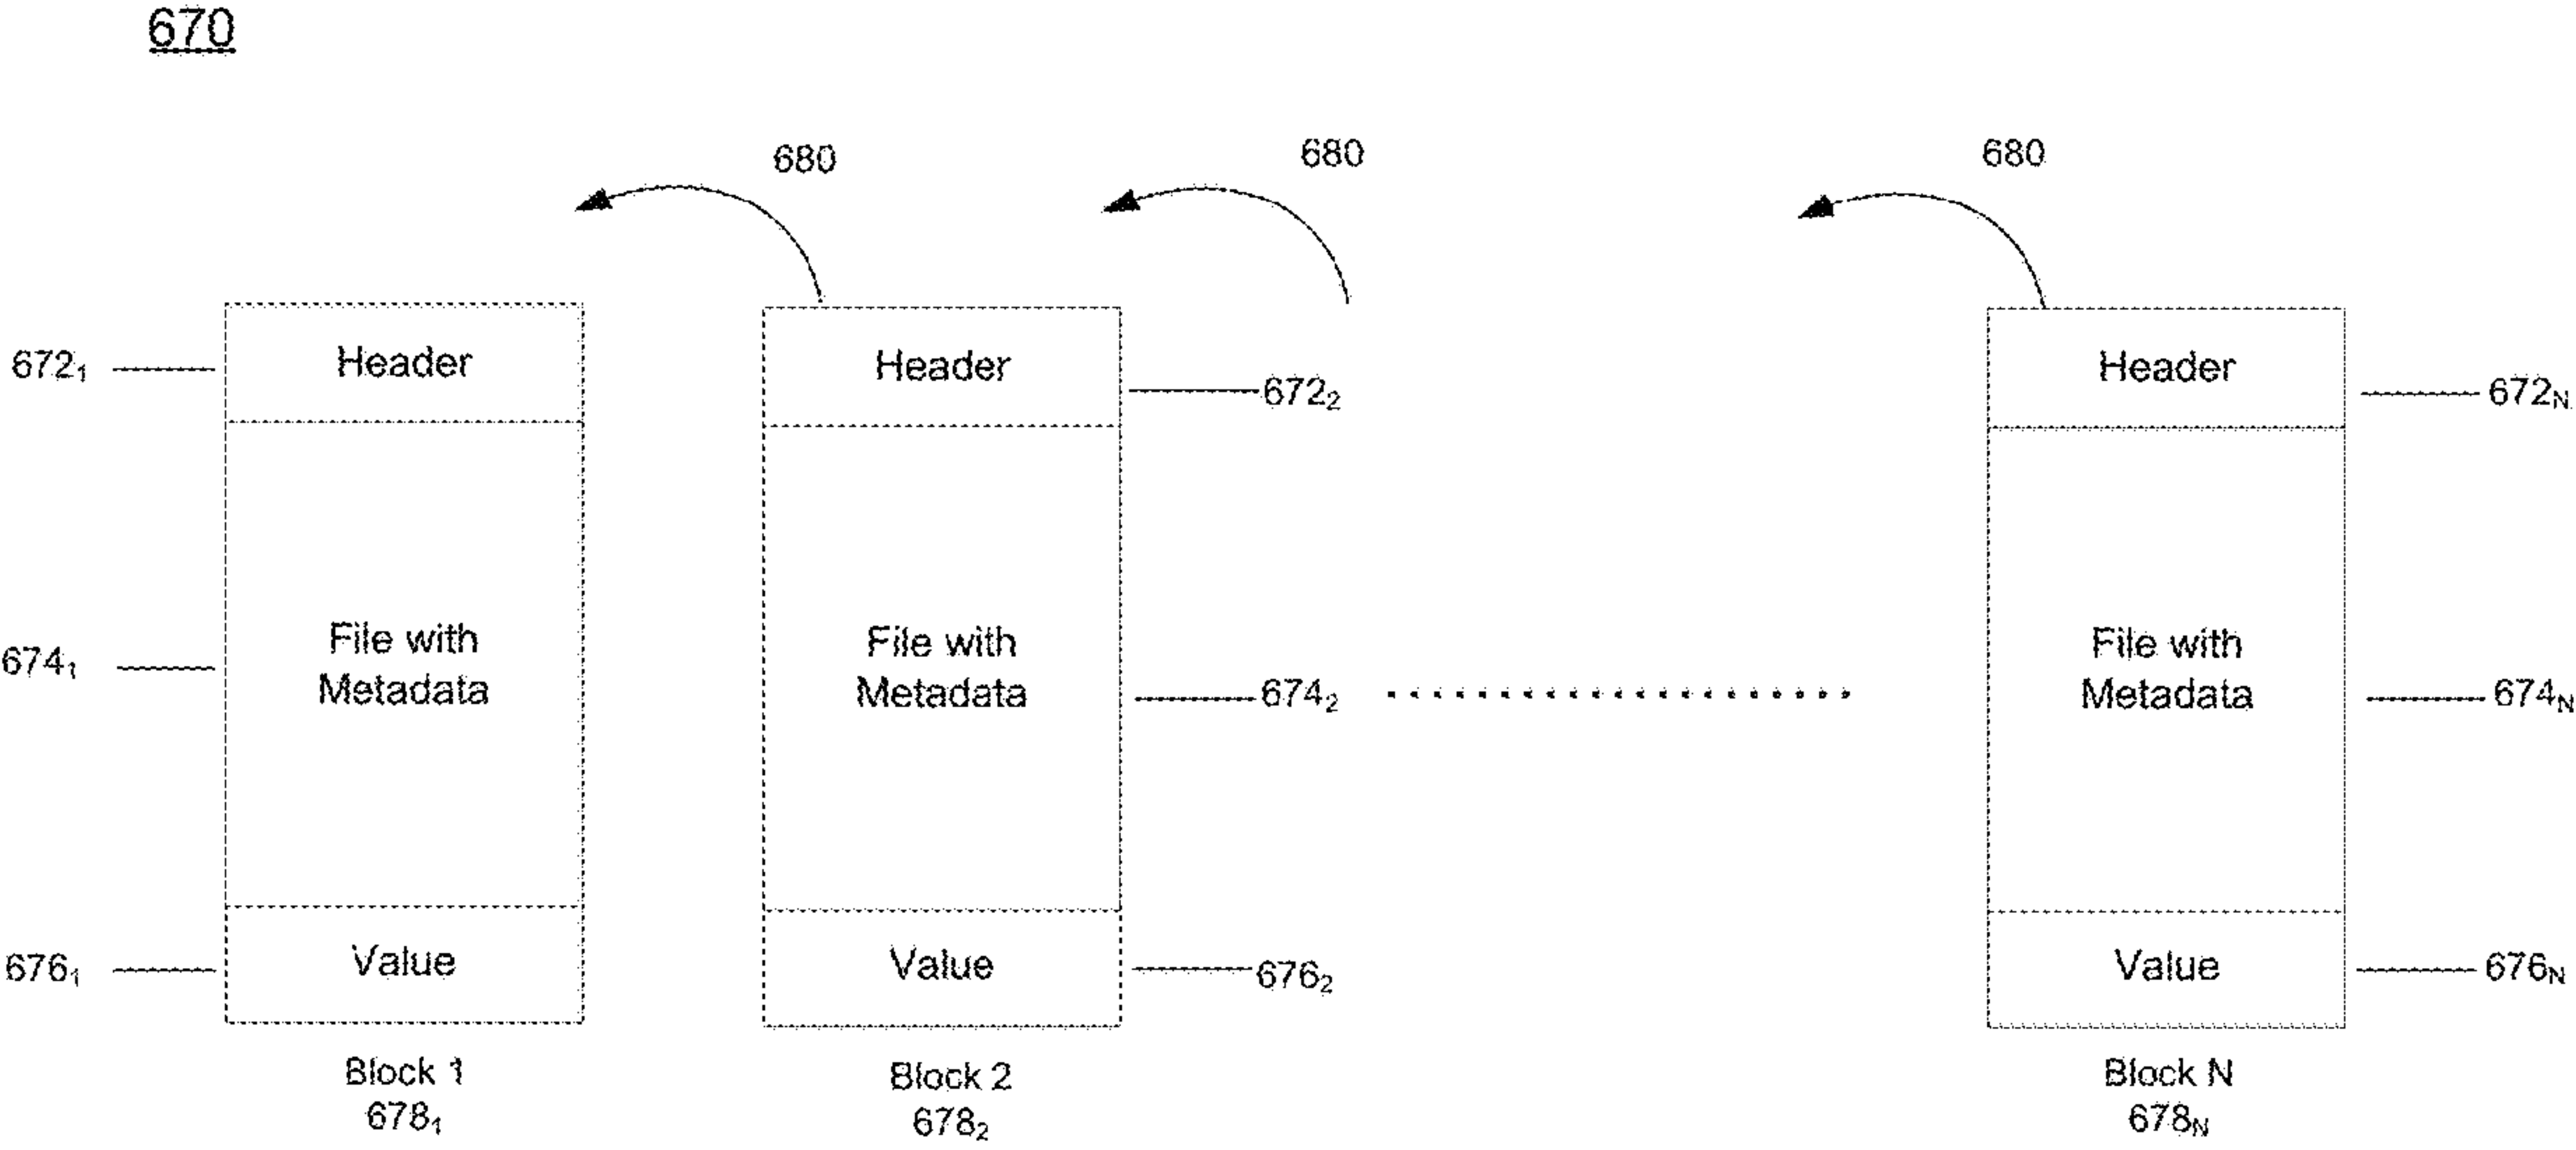 670
680 680 680
Header Header Header
672₁ 672₂ 672N
File with File with File with
Metadata Metadata Metadata
674₁ 674₂ 674N
Value Value Value
676₁ 676₂ 676N
Block 1 Block 2 Block N
678₁ 678₂ 678N